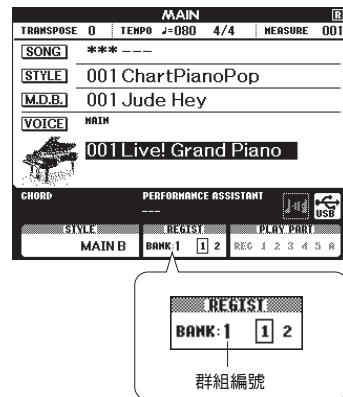 MAIN R
TRANSPOSE 0 TEMPO ♩=080 4/4 MEASURE 001
SONG *** ---
STYLE 001 ChartPianoPop
M.D.B. 001 Jude Hey
VOICE MAIN
001 Live! Grand Piano
CHORD PERFORMANCE ASSISTANT
---
USB
STYLE REGIST PLAY PART
MAIN B BANK:1 1 2 REC 1 2 3 4 5 A
REGIST
BANK:1 1 2
群組編號